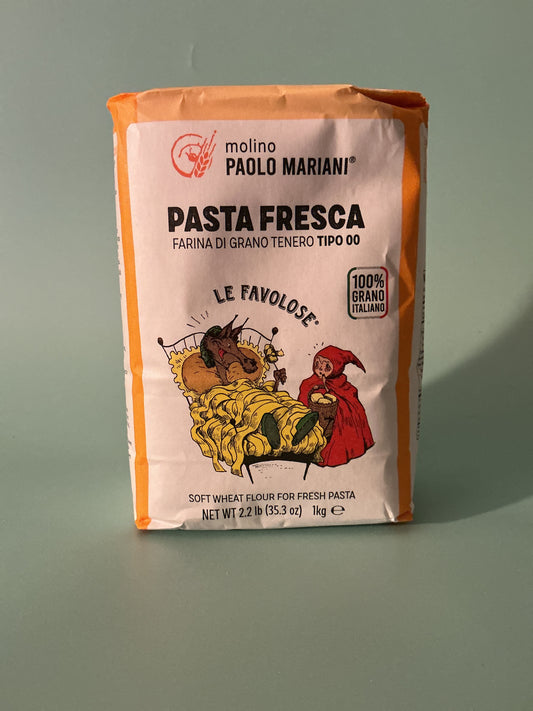 molino
PAOLO MARIANI®
PASTA FRESCA
FARINA DI GRANO TENERO TIPO 00
100%
GRANO
ITALIANO
LE FAVOLOSE®
SOFT WHEAT FLOUR FOR FRESH PASTA
NET WT 2.2 lb (35.3 oz) 1kg ℮